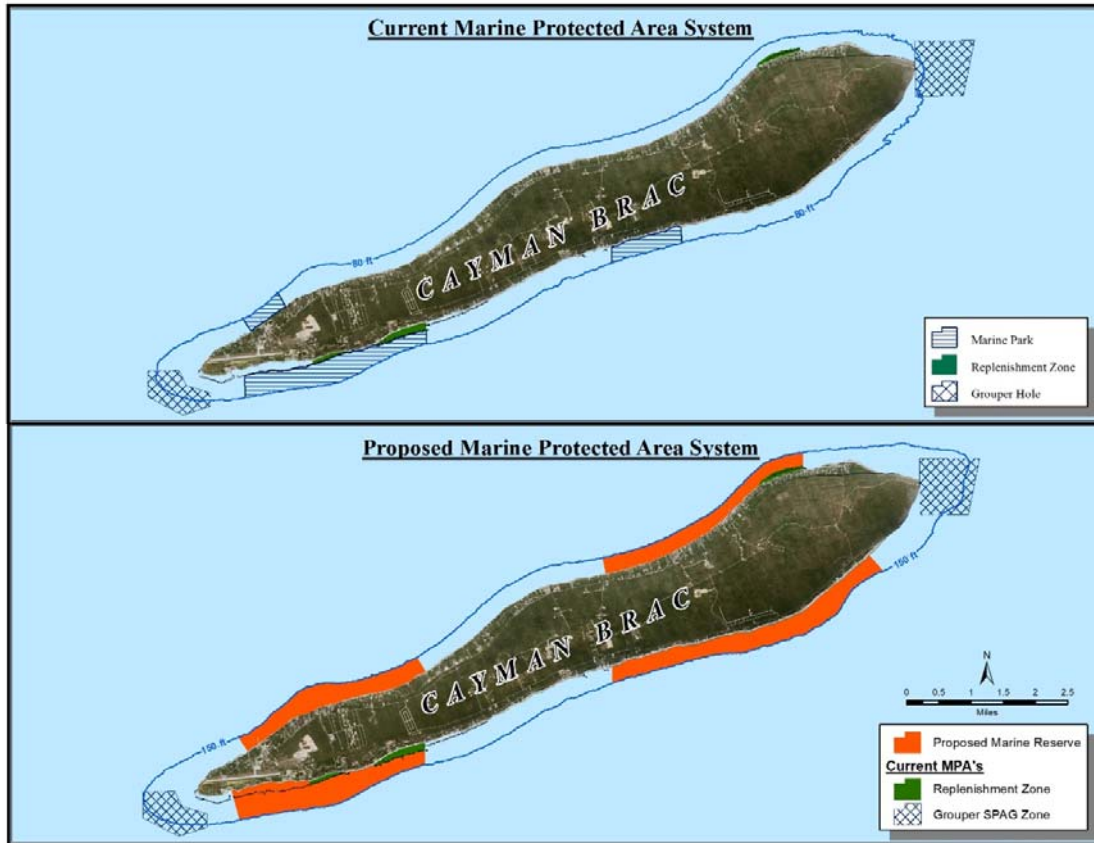 Current Marine Protected Area System
CAYMAN BRAC
80 ft
80 ft
Marine Park
Replenishment Zone
Grouper Hole
Proposed Marine Protected Area System
CAYMAN BRAC
150 ft
150 ft
N
0 0.5 1 1.5 2 2.5
Miles
Proposed Marine Reserve
Current MPA's
Replenishment Zone
Grouper SPAG Zone